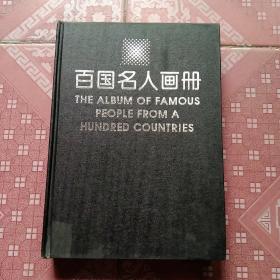 百国名人画册
THE ALBUM OF FAMOUS
PEOPLE FROM A
HUNDRED COUNTRIES